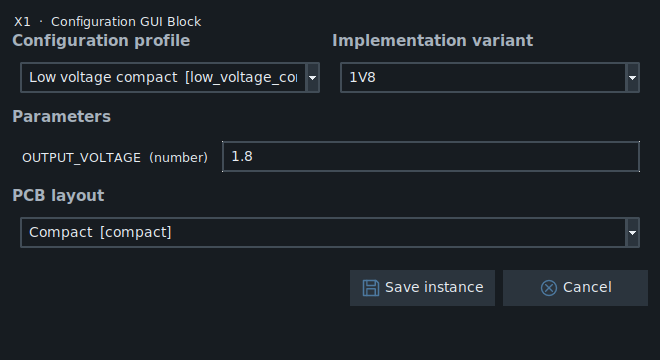 X1 · Configuration GUI Block
Configuration profile
Implementation variant
Low voltage compact [low_voltage_co
1V8
Parameters
OUTPUT_VOLTAGE (number)
1.8
PCB layout
Compact [compact]
Save instance
Cancel